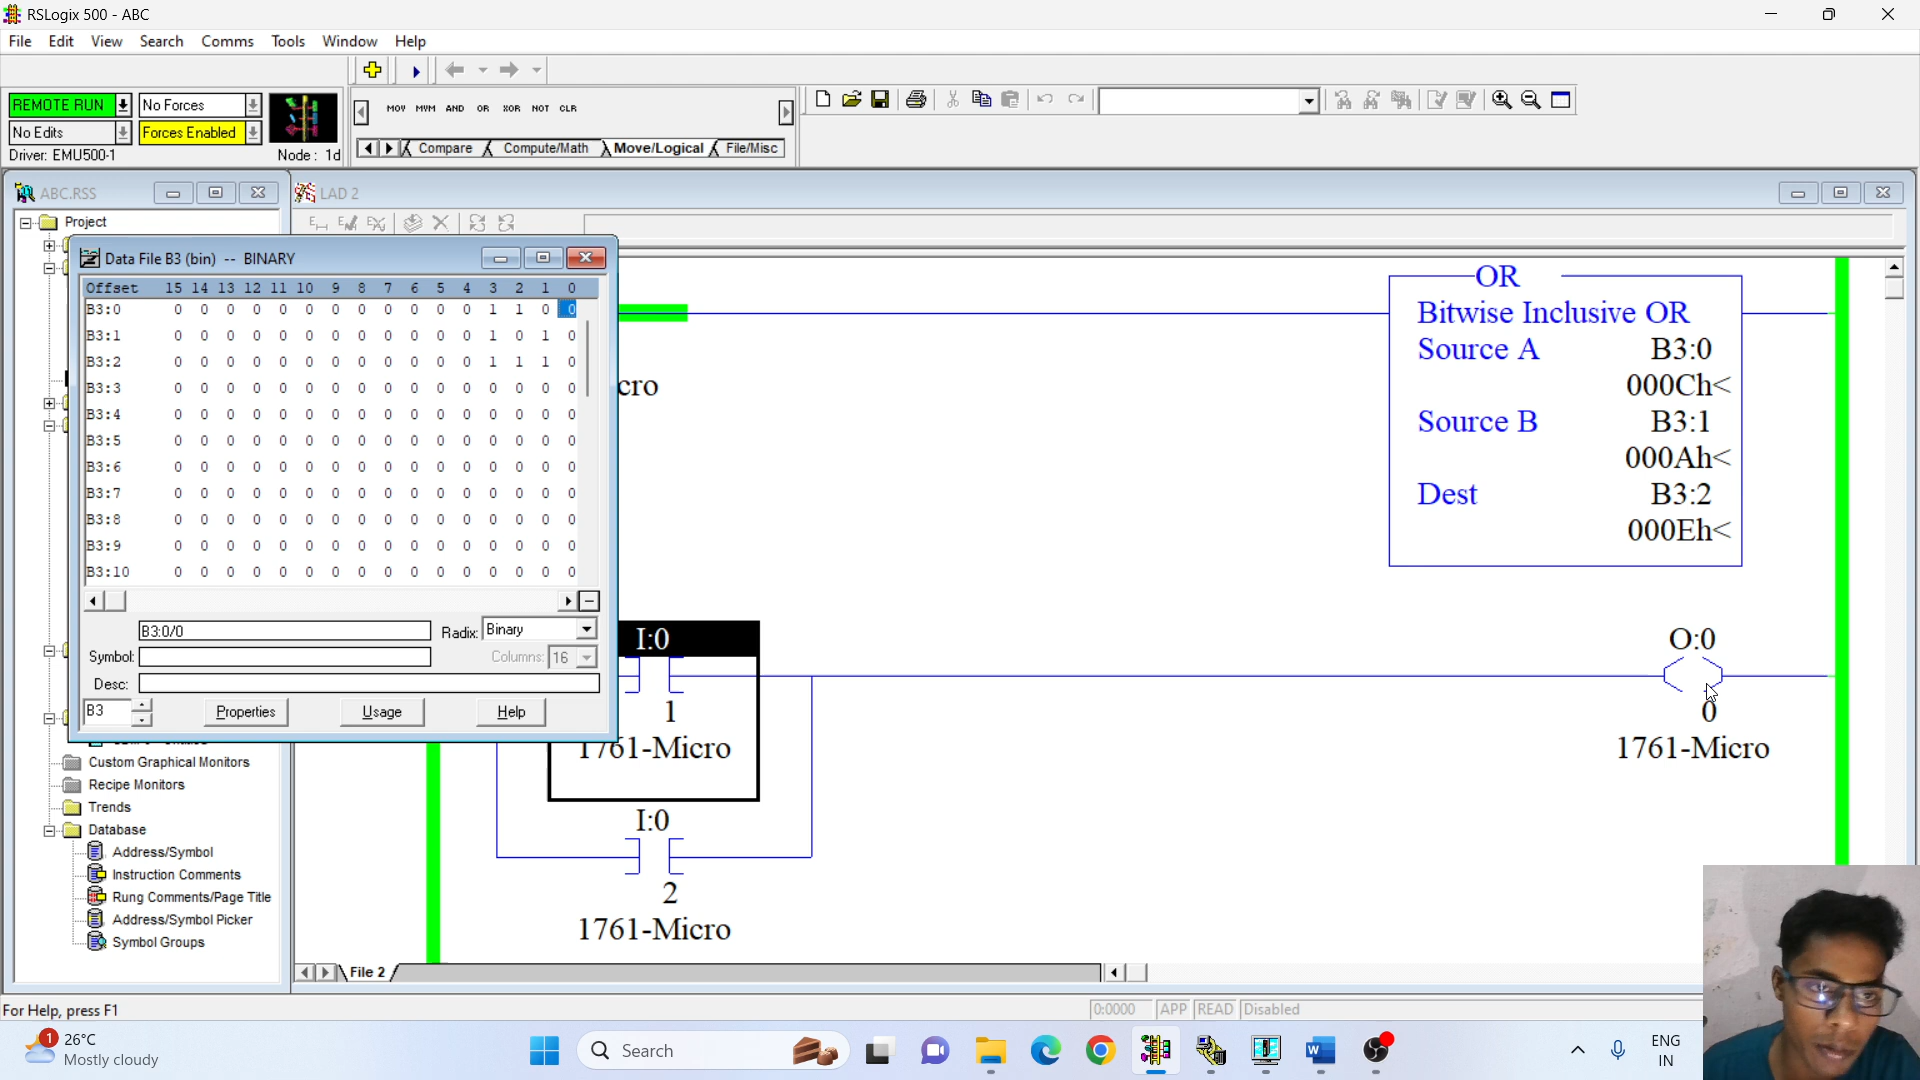 RSLogix 500 - ABC
File Edit View Search Comms Tools Window Help
REMOTE RUN No Forces
No Edits Forces Enabled
Driver: EMU500-1 Node : 1d
MOV MVM AND OR XOR NOT CLR
Compare Compute/Math Move/Logical File/Misc
ABC.RSS
LAD 2
Project
Data File B3 (bin) -- BINARY
Offset 15 14 13 12 11 10 9 8 7 6 5 4 3 2 1 0
B3:0 0 0 0 0 0 0 0 0 0 0 0 0 1 1 0 0
B3:1 0 0 0 0 0 0 0 0 0 0 0 0 1 0 1 0
B3:2 0 0 0 0 0 0 0 0 0 0 0 0 1 1 1 0
B3:3 0 0 0 0 0 0 0 0 0 0 0 0 0 0 0 0
B3:4 0 0 0 0 0 0 0 0 0 0 0 0 0 0 0 0
B3:5 0 0 0 0 0 0 0 0 0 0 0 0 0 0 0 0
B3:6 0 0 0 0 0 0 0 0 0 0 0 0 0 0 0 0
B3:7 0 0 0 0 0 0 0 0 0 0 0 0 0 0 0 0
B3:8 0 0 0 0 0 0 0 0 0 0 0 0 0 0 0 0
B3:9 0 0 0 0 0 0 0 0 0 0 0 0 0 0 0 0
B3:10 0 0 0 0 0 0 0 0 0 0 0 0 0 0 0 0
B3:0/0 Radix: Binary
Symbol: Columns: 16
Desc:
B3 Properties Usage Help
Custom Graphical Monitors
Recipe Monitors
Trends
Database
Address/Symbol
Instruction Comments
Rung Comments/Page Title
Address/Symbol Picker
Symbol Groups
cro
OR
Bitwise Inclusive OR
Source A B3:0
000Ch<
Source B B3:1
000Ah<
Dest B3:2
000Eh<
I:0
1
1761-Micro
I:0
2
1761-Micro
O:0
0
1761-Micro
File 2
For Help, press F1
0:0000 APP READ Disabled
1
26°C
Mostly cloudy
Search
ENG
IN